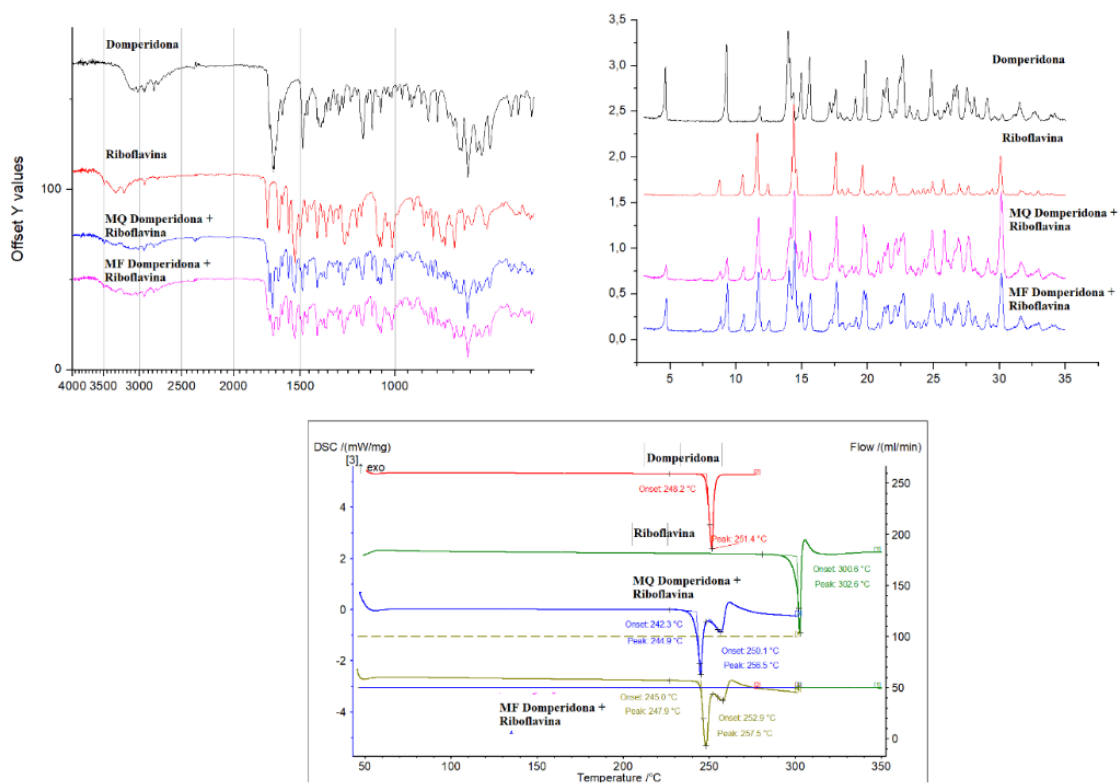 Domperidona
Riboflavina
MQ Domperidona +
Riboflavina
MF Domperidona +
Riboflavina
Offset Y values
100
0
4000 3500 3000 2500 2000 1500 1000
3,5
3,0
2,5
2,0
1,5
1,0
0,5
0,0
Domperidona
Riboflavina
MQ Domperidona +
Riboflavina
MF Domperidona +
Riboflavina
5 10 15 20 25 30 35
DSC /(mW/mg)
Flow /(ml/min)
[3] exo
Domperidona
Onset: 248.2 °C
Peak: 251.4 °C
Riboflavina
Onset: 300.6 °C
Peak: 302.6 °C
MQ Domperidona +
Riboflavina
Onset: 242.3 °C
Peak: 244.9 °C
Onset: 250.1 °C
Peak: 256.5 °C
Onset: 245.0 °C
Peak: 247.9 °C
Onset: 252.9 °C
Peak: 257.5 °C
MF Domperidona +
Riboflavina
4
2
0
-2
-4
250
200
150
100
50
0
50 100 150 200 250 300 350
Temperature /°C